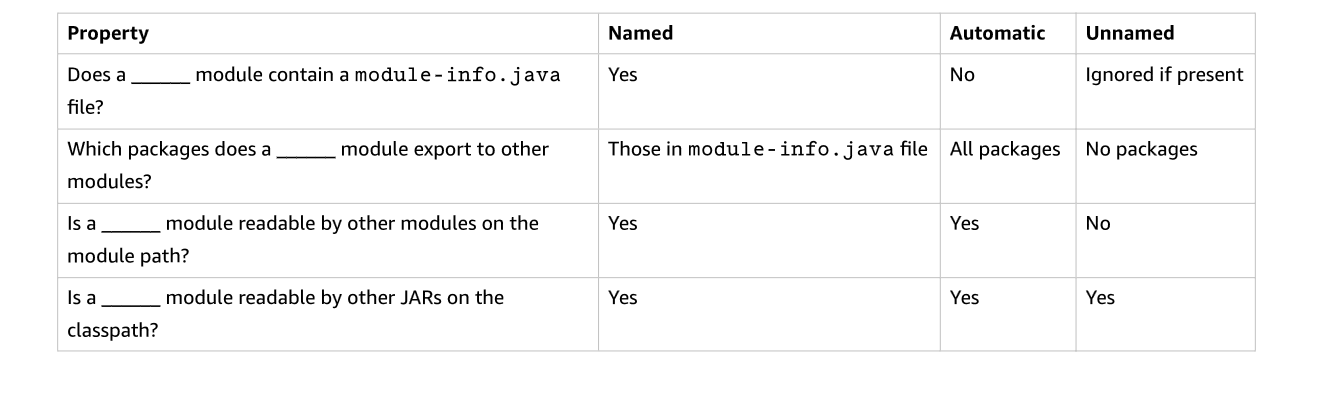 Property Named Automatic Unnamed
Does a ______ module contain a module-info.java Yes No Ignored if present
file?
Which packages does a ______ module export to other Those in module-info.java file All packages No packages
modules?
Is a ______ module readable by other modules on the Yes Yes No
module path?
Is a ______ module readable by other JARs on the Yes Yes Yes
classpath?